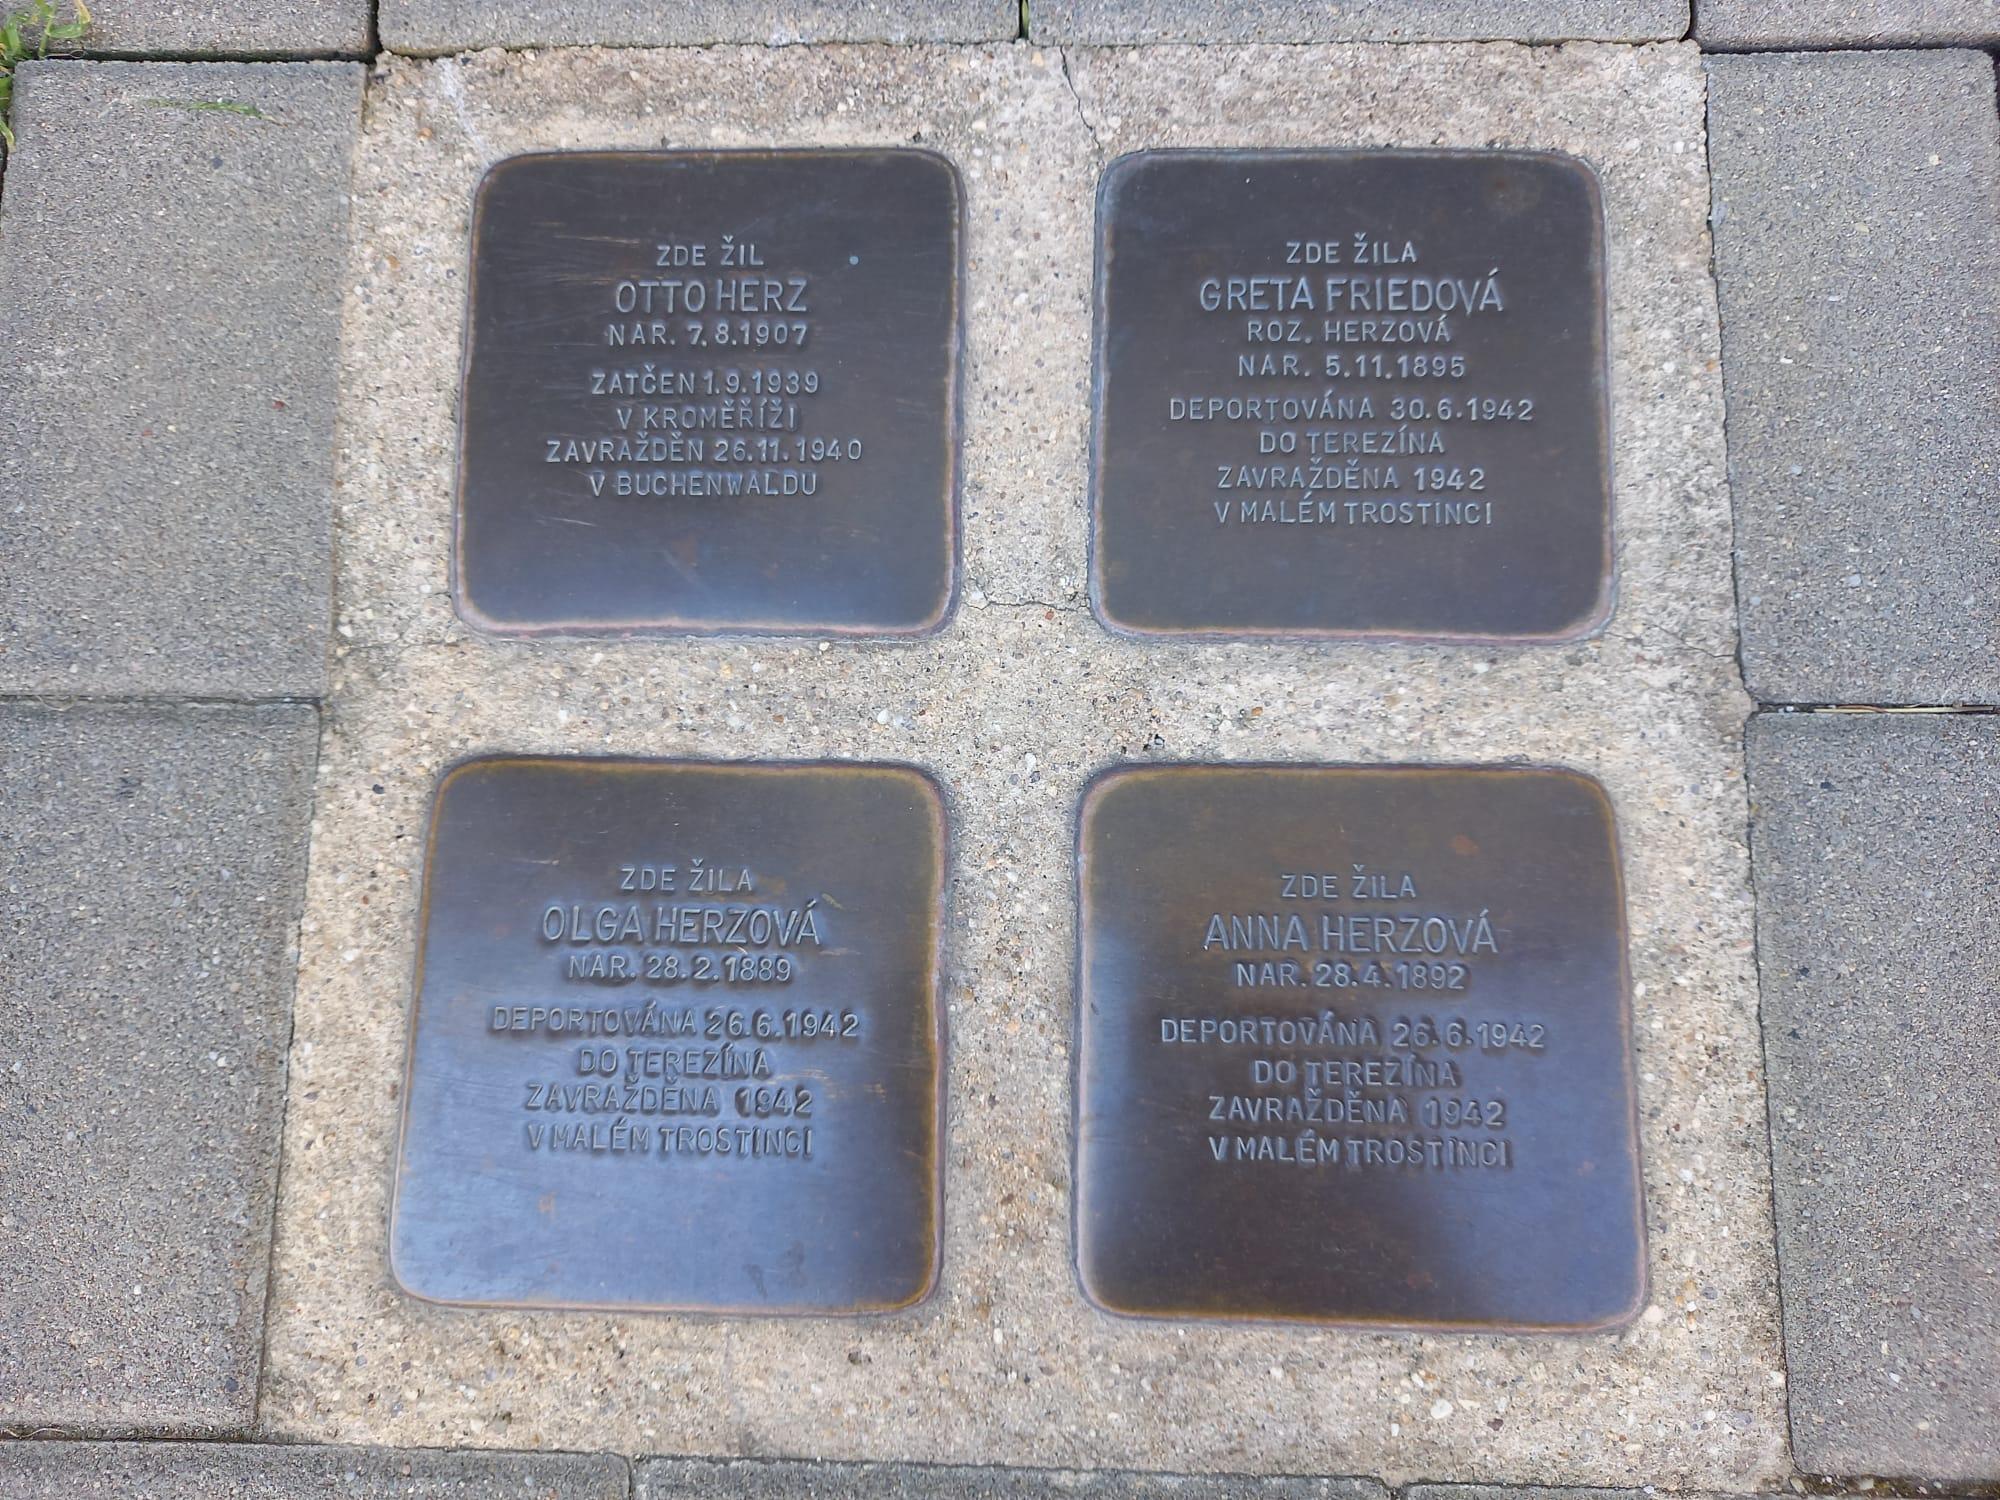 ZDE ŽIL
OTTO HERZ
NAR. 7.8.1907
ZATČEN 1.9.1939
V KROMĚŘÍŽI
ZAVRAŽDĚN 26.11.1940
V BUCHENWALDU
ZDE ŽILA
GRETA FRIEDOVÁ
ROZ. HERZOVÁ
NAR. 5.11.1895
DEPORTOVÁNA 30.6.1942
DO TEREZÍNA
ZAVRAŽDĚNA 1942
V MALÉM TROSTINCI
ZDE ŽILA
OLGA HERZOVÁ
NAR. 28.2.1889
DEPORTOVÁNA 26.6.1942
DO TEREZÍNA
ZAVRAŽDĚNA 1942
V MALÉM TROSTINCI
ZDE ŽILA
ANNA HERZOVÁ
NAR. 28.4.1892
DEPORTOVÁNA 26.6.1942
DO TEREZÍNA
ZAVRAŽDĚNA 1942
V MALÉM TROSTINCI